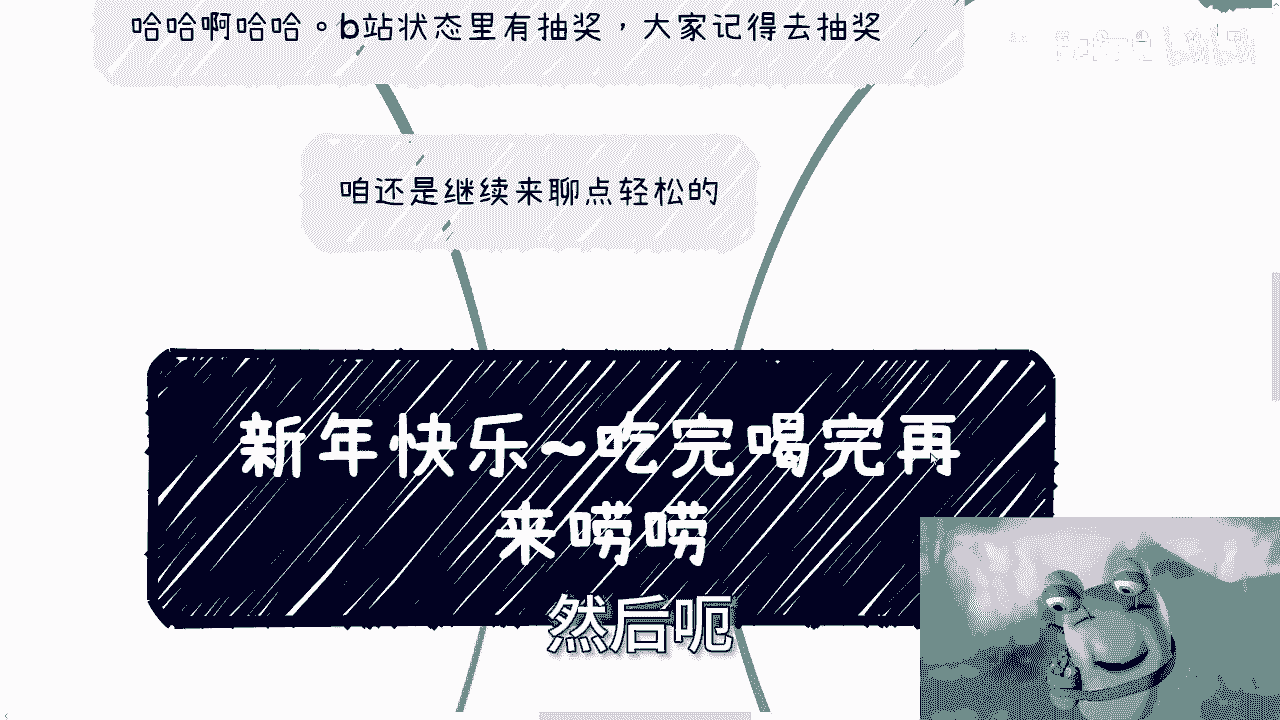 哈哈啊哈哈。b站状态里有抽奖，大家记得去抽奖
咱还是继续来聊点轻松的
新年快乐~吃完喝完再
来唠唠
然后呃